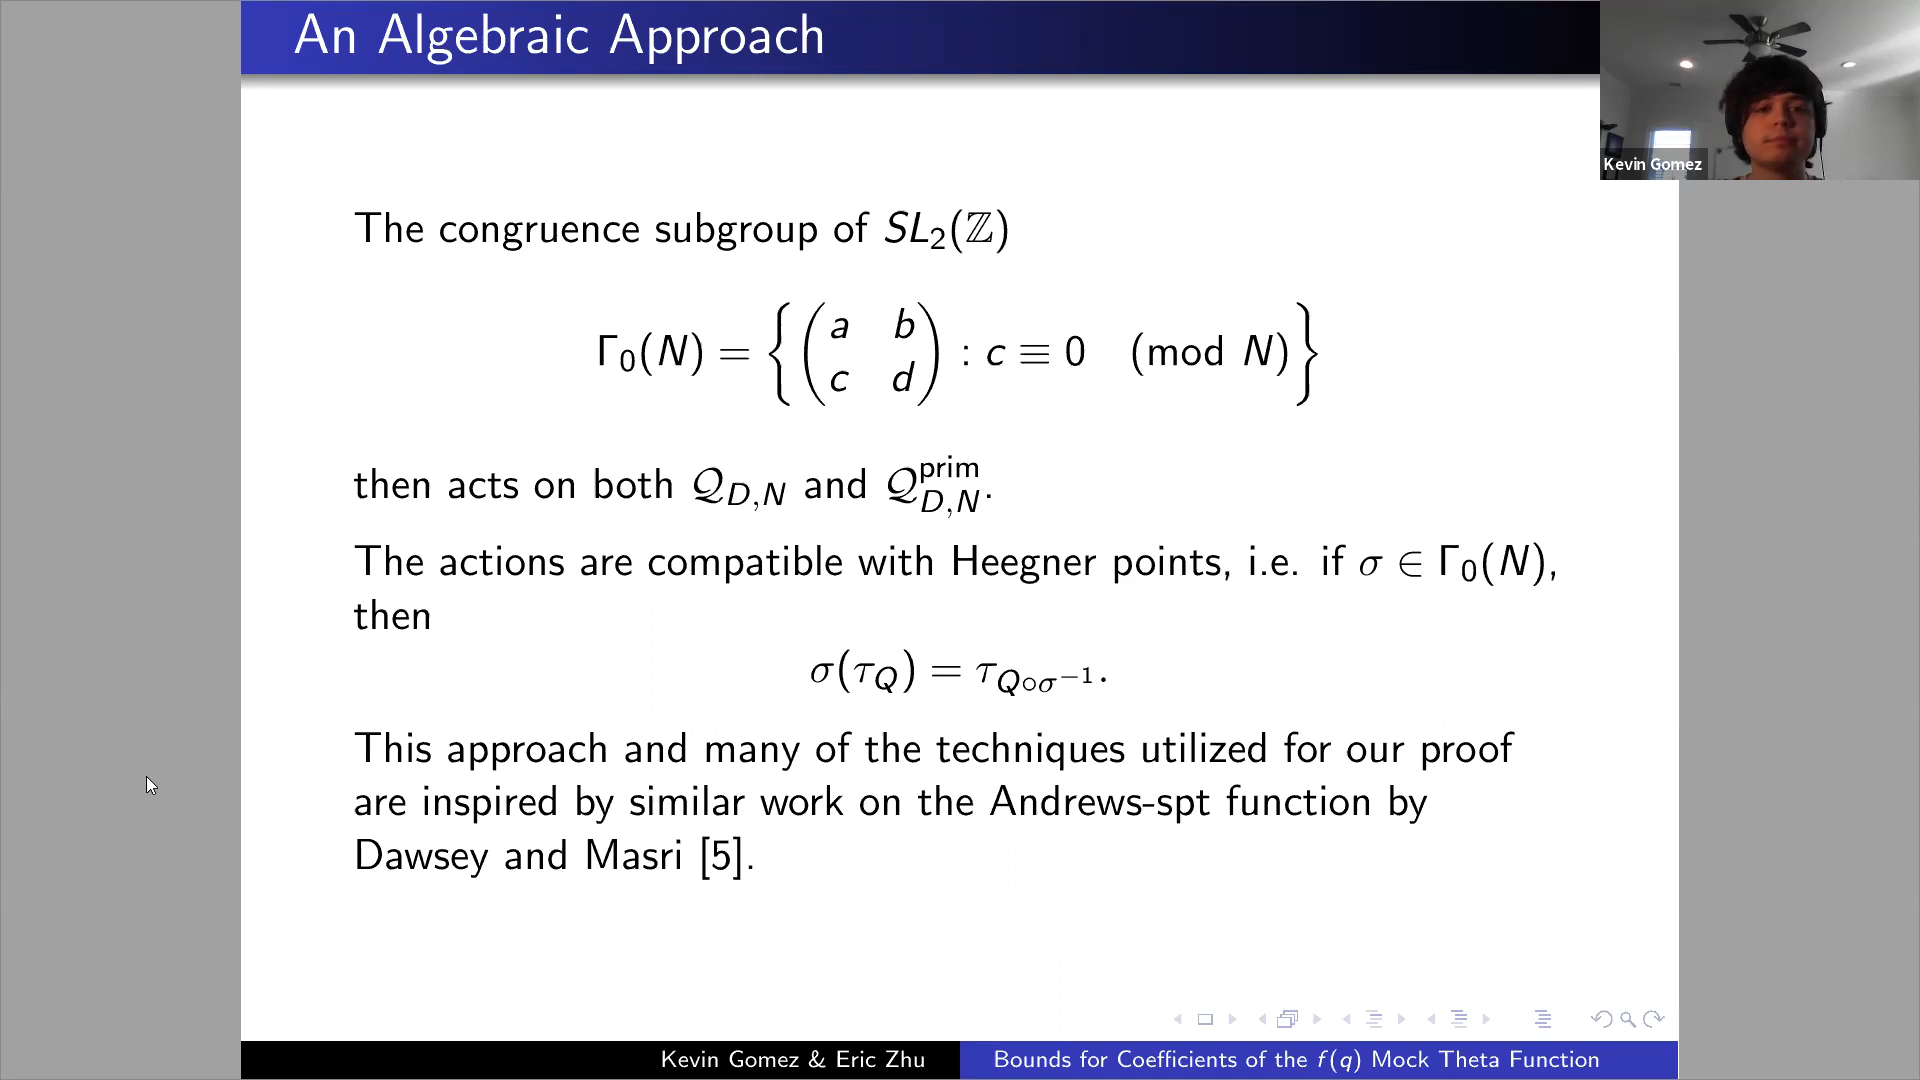 An Algebraic Approach
Kevin Gomez
The congruence subgroup of SL₂(ℤ)
Γ₀(N) = { ( a b c d ) : c ≡ 0 (mod N) }
then acts on both 𝒬_{D,N} and 𝒬^{prim}_{D,N}.
The actions are compatible with Heegner points, i.e. if σ ∈ Γ₀(N),
then
σ(τ_Q) = τ_{Q∘σ⁻¹}.
This approach and many of the techniques utilized for our proof
are inspired by similar work on the Andrews-spt function by
Dawsey and Masri [5].
Kevin Gomez & Eric Zhu
Bounds for Coefficients of the f(q) Mock Theta Function